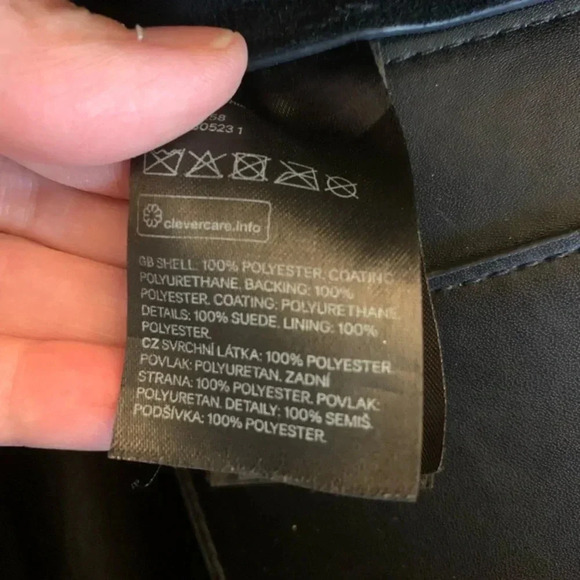 05231
clevercare.info
GB SHELL: 100% POLYESTER. COATING:
POLYURETHANE. BACKING: 100%
POLYESTER. COATING: POLYURETHANE.
DETAILS: 100% SUEDE. LINING: 100%
POLYESTER.
CZ SVRCHNÍ LÁTKA: 100% POLYESTER.
POVLAK: POLYURETAN. ZADNÍ
STRANA: 100% POLYESTER. POVLAK:
POLYURETAN. DETAILY: 100% SEMIŠ.
PODŠÍVKA: 100% POLYESTER.